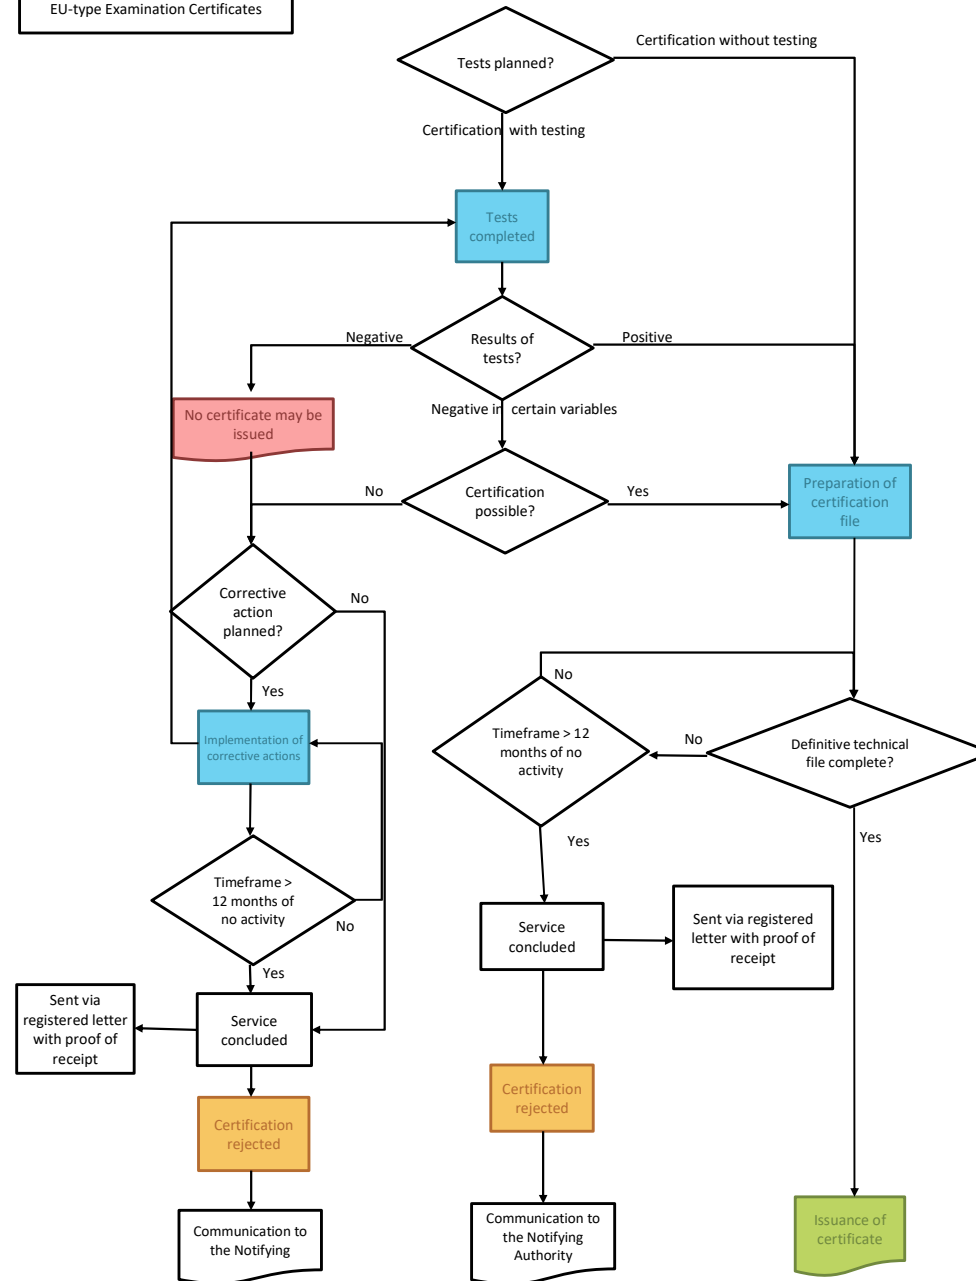 EU-type Examination Certificates
Tests planned?
Certification without testing
Certification with testing
Tests
completed
Negative
Results of
tests?
Positive
Negative in certain variables
No certificate may be
issued
No
Certification
possible?
Yes
Preparation of
certification
file
Corrective
action
planned?
No
Yes
No
Implementation of
corrective actions
Timeframe > 12
months of no
activity
No
Definitive technical
file complete?
Yes
Yes
Timeframe >
12 months of
no activity
No
Service
concluded
Sent via registered
letter with proof of
receipt
Yes
Sent via
registered letter
with proof of
receipt
Service
concluded
Certification
rejected
Certification
rejected
Communication to
the Notifying
Communication to
the Notifying
Authority
Issuance of
certificate